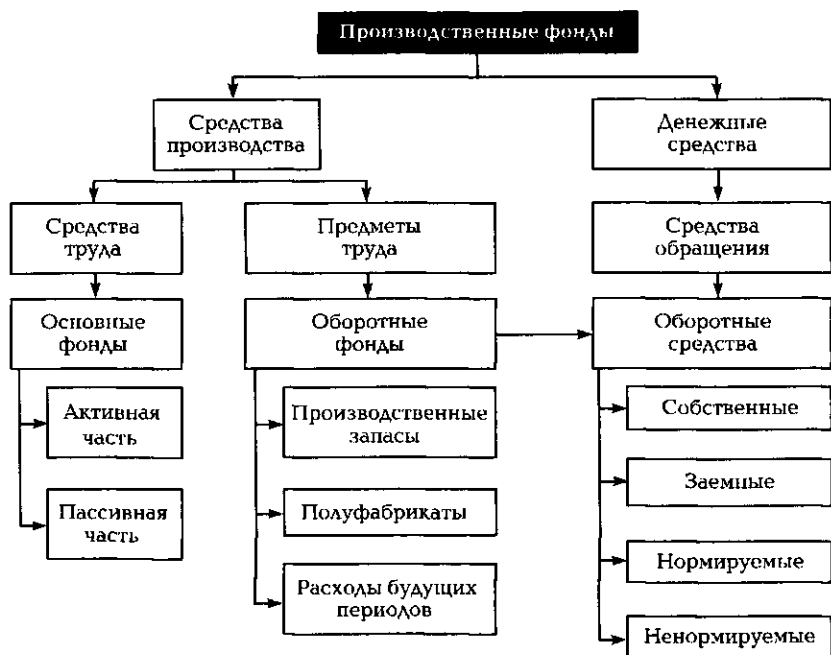 Производственные фонды
Средства
производства
Денежные
средства
Средства
труда
Предметы
труда
Средства
обращения
Основные
фонды
Оборотные
фонды
Оборотные
средства
Активная
часть
Производственные
запасы
Собственные
Пассивная
часть
Полуфабрикаты
Заемные
Расходы будущих
периодов
Нормируемые
Ненормируемые